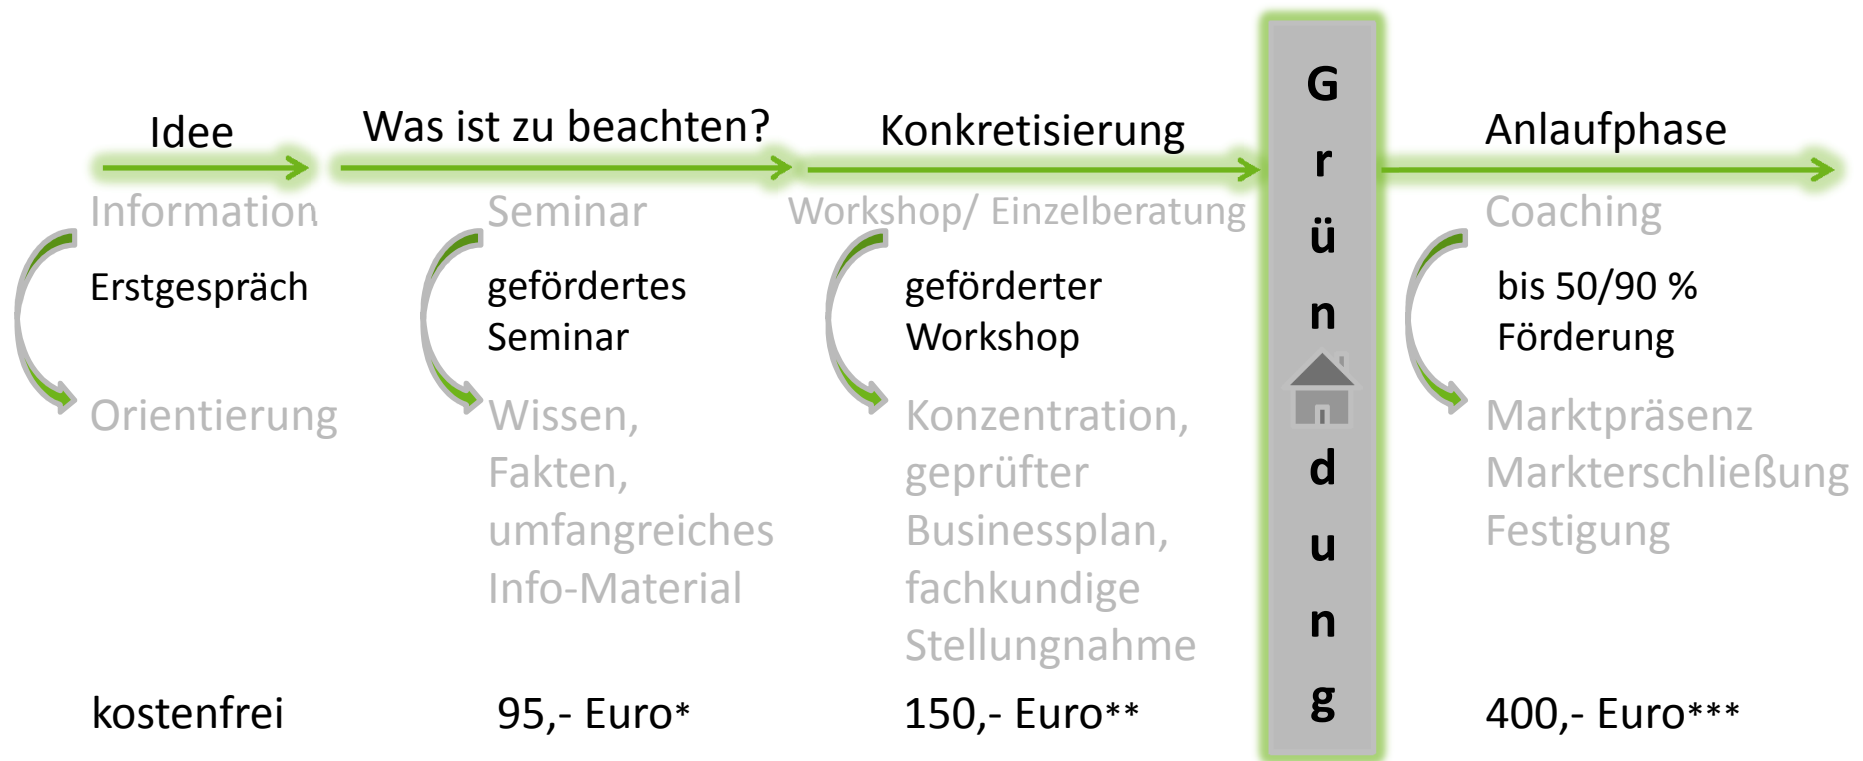 Idee
Information
Erstgespräch
Orientierung
kostenfrei
Was ist zu beachten?
Seminar
gefördertes
Seminar
Wissen,
Fakten,
umfangreiches
Info-Material
95,- Euro*
Konkretisierung
Workshop/ Einzelberatung
geförderter
Workshop
Konzentration,
geprüfter
Businessplan,
fachkundige
Stellungnahme
150,- Euro**
G
r
ü
n
d
u
n
g
Anlaufphase
Coaching
bis 50/90 %
Förderung
Marktpräsenz
Markterschließung
Festigung
400,- Euro***